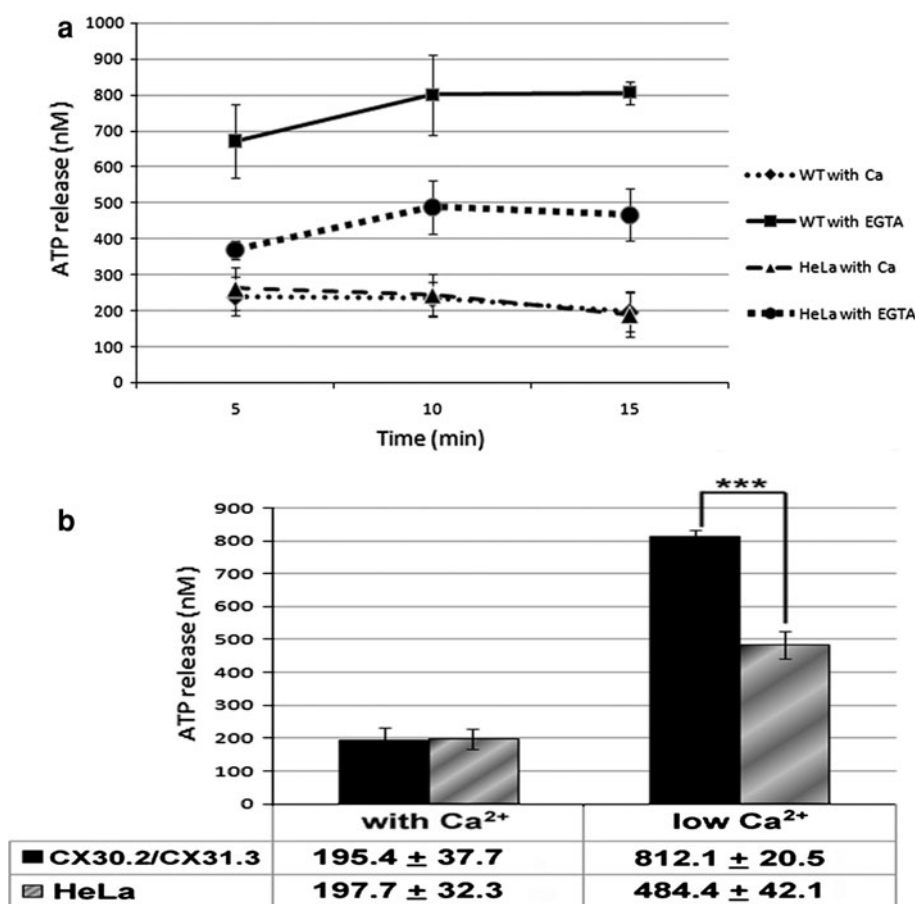 a
1000
900
800
700
600
500
400
300
200
100
0
ATP release (nM)
5 10 15
Time (min)
WT with Ca
WT with EGTA
HeLa with Ca
HeLa with EGTA
b
***
900
800
700
600
500
400
300
200
100
0
ATP release (nM)
with Ca²⁺ low Ca²⁺
CX30.2/CX31.3 195.4 ± 37.7 812.1 ± 20.5
HeLa 197.7 ± 32.3 484.4 ± 42.1